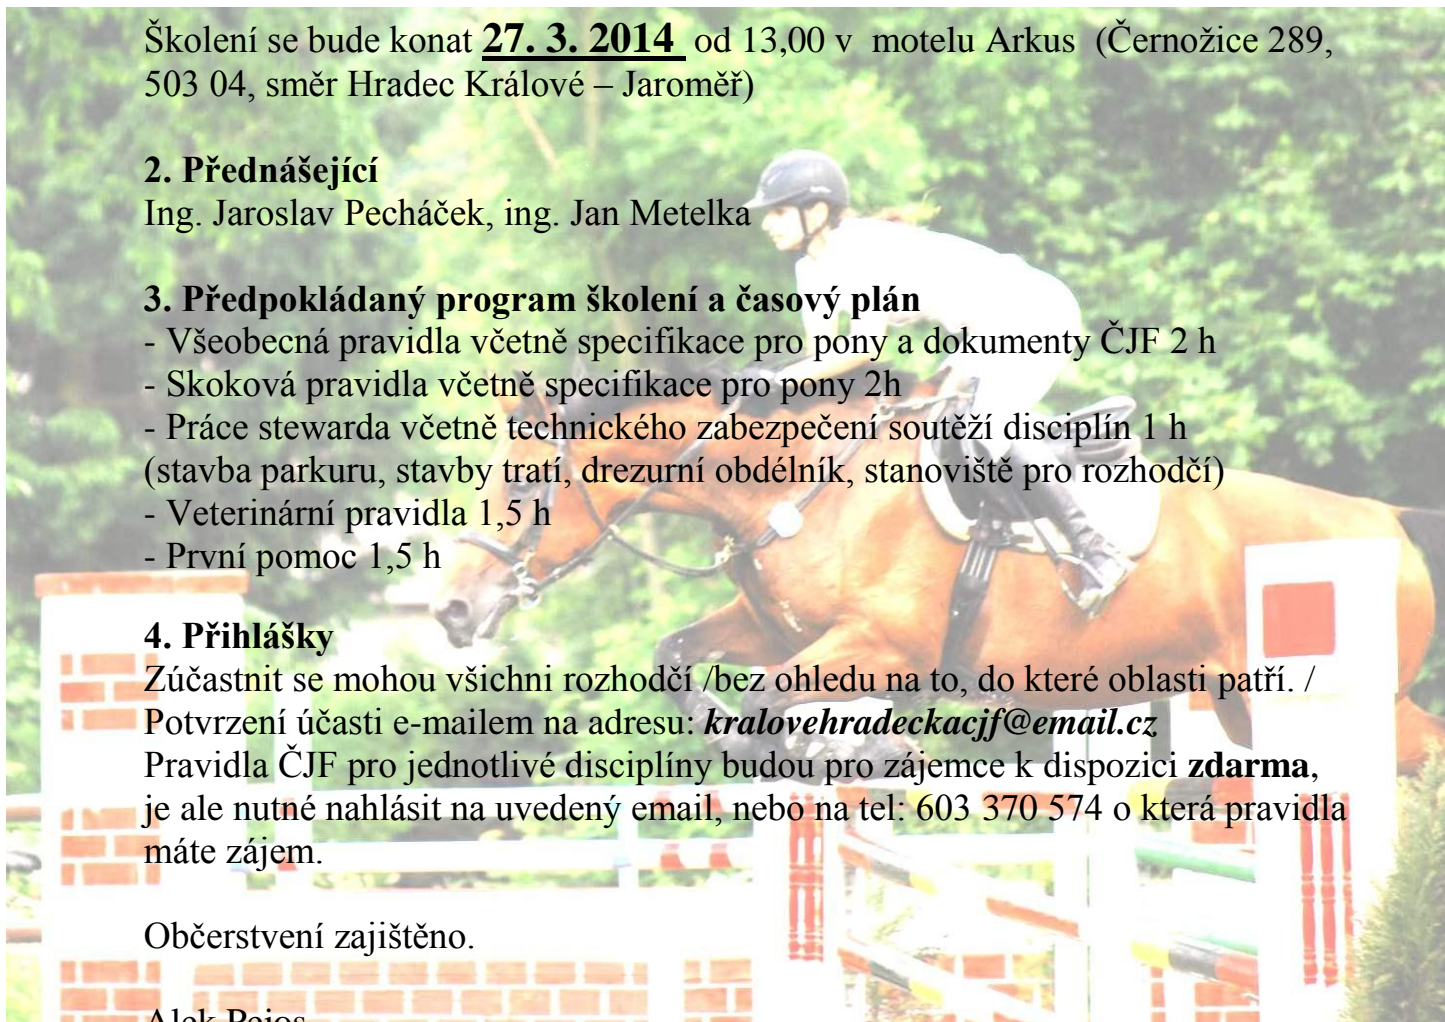 Školení se bude konat 27. 3. 2014 od 13,00 v motelu Arkus (Černožice 289,
503 04, směr Hradec Králové – Jaroměř)
2. Přednášející
Ing. Jaroslav Pecháček, ing. Jan Metelka
3. Předpokládaný program školení a časový plán
- Všeobecná pravidla včetně specifikace pro pony a dokumenty ČJF 2 h
- Skoková pravidla včetně specifikace pro pony 2h
- Práce stewarda včetně technického zabezpečení soutěží disciplín 1 h
(stavba parkuru, stavby tratí, drezurní obdélník, stanoviště pro rozhodčí)
- Veterinární pravidla 1,5 h
- První pomoc 1,5 h
4. Přihlášky
Zúčastnit se mohou všichni rozhodčí /bez ohledu na to, do které oblasti patří. /
Potvrzení účasti e-mailem na adresu: kralovehradeckacjf@email.cz
Pravidla ČJF pro jednotlivé disciplíny budou pro zájemce k dispozici zdarma,
je ale nutné nahlásit na uvedený email, nebo na tel: 603 370 574 o která pravidla
máte zájem.
Občerstvení zajištěno.
Alek